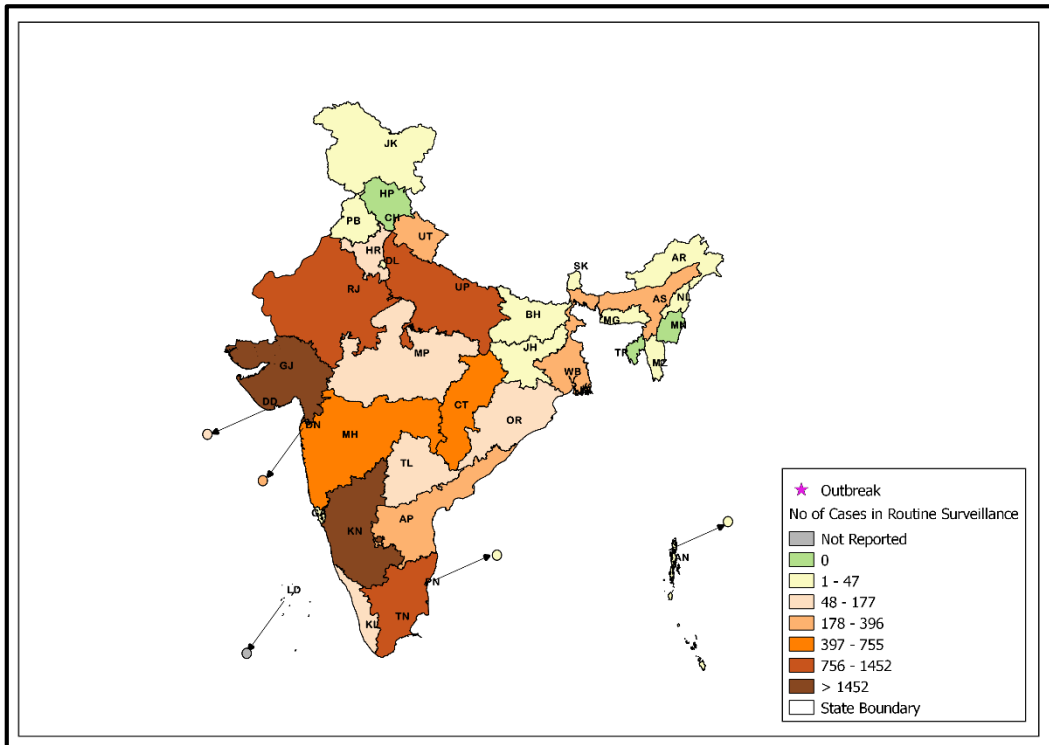 JK
HP
CH
PB
UT
HR
DL
AR
SK
RJ
UP
NL
AS
BH
MG
MN
JH
TR
MP
MZ
GJ
WB
CT
DD
OR
DN
MH
TL
AP
KN
AN
PN
LD
TN
KL
Outbreak
No of Cases in Routine Surveillance
Not Reported
0
1 - 47
48 - 177
178 - 396
397 - 755
756 - 1452
> 1452
State Boundary